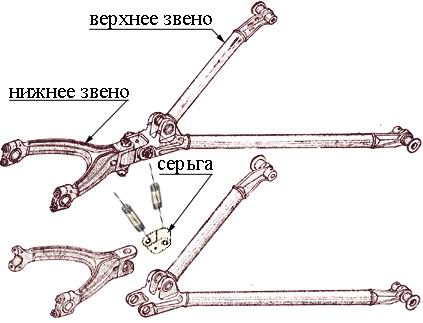 верхнее звено
нижнее звено
серьга